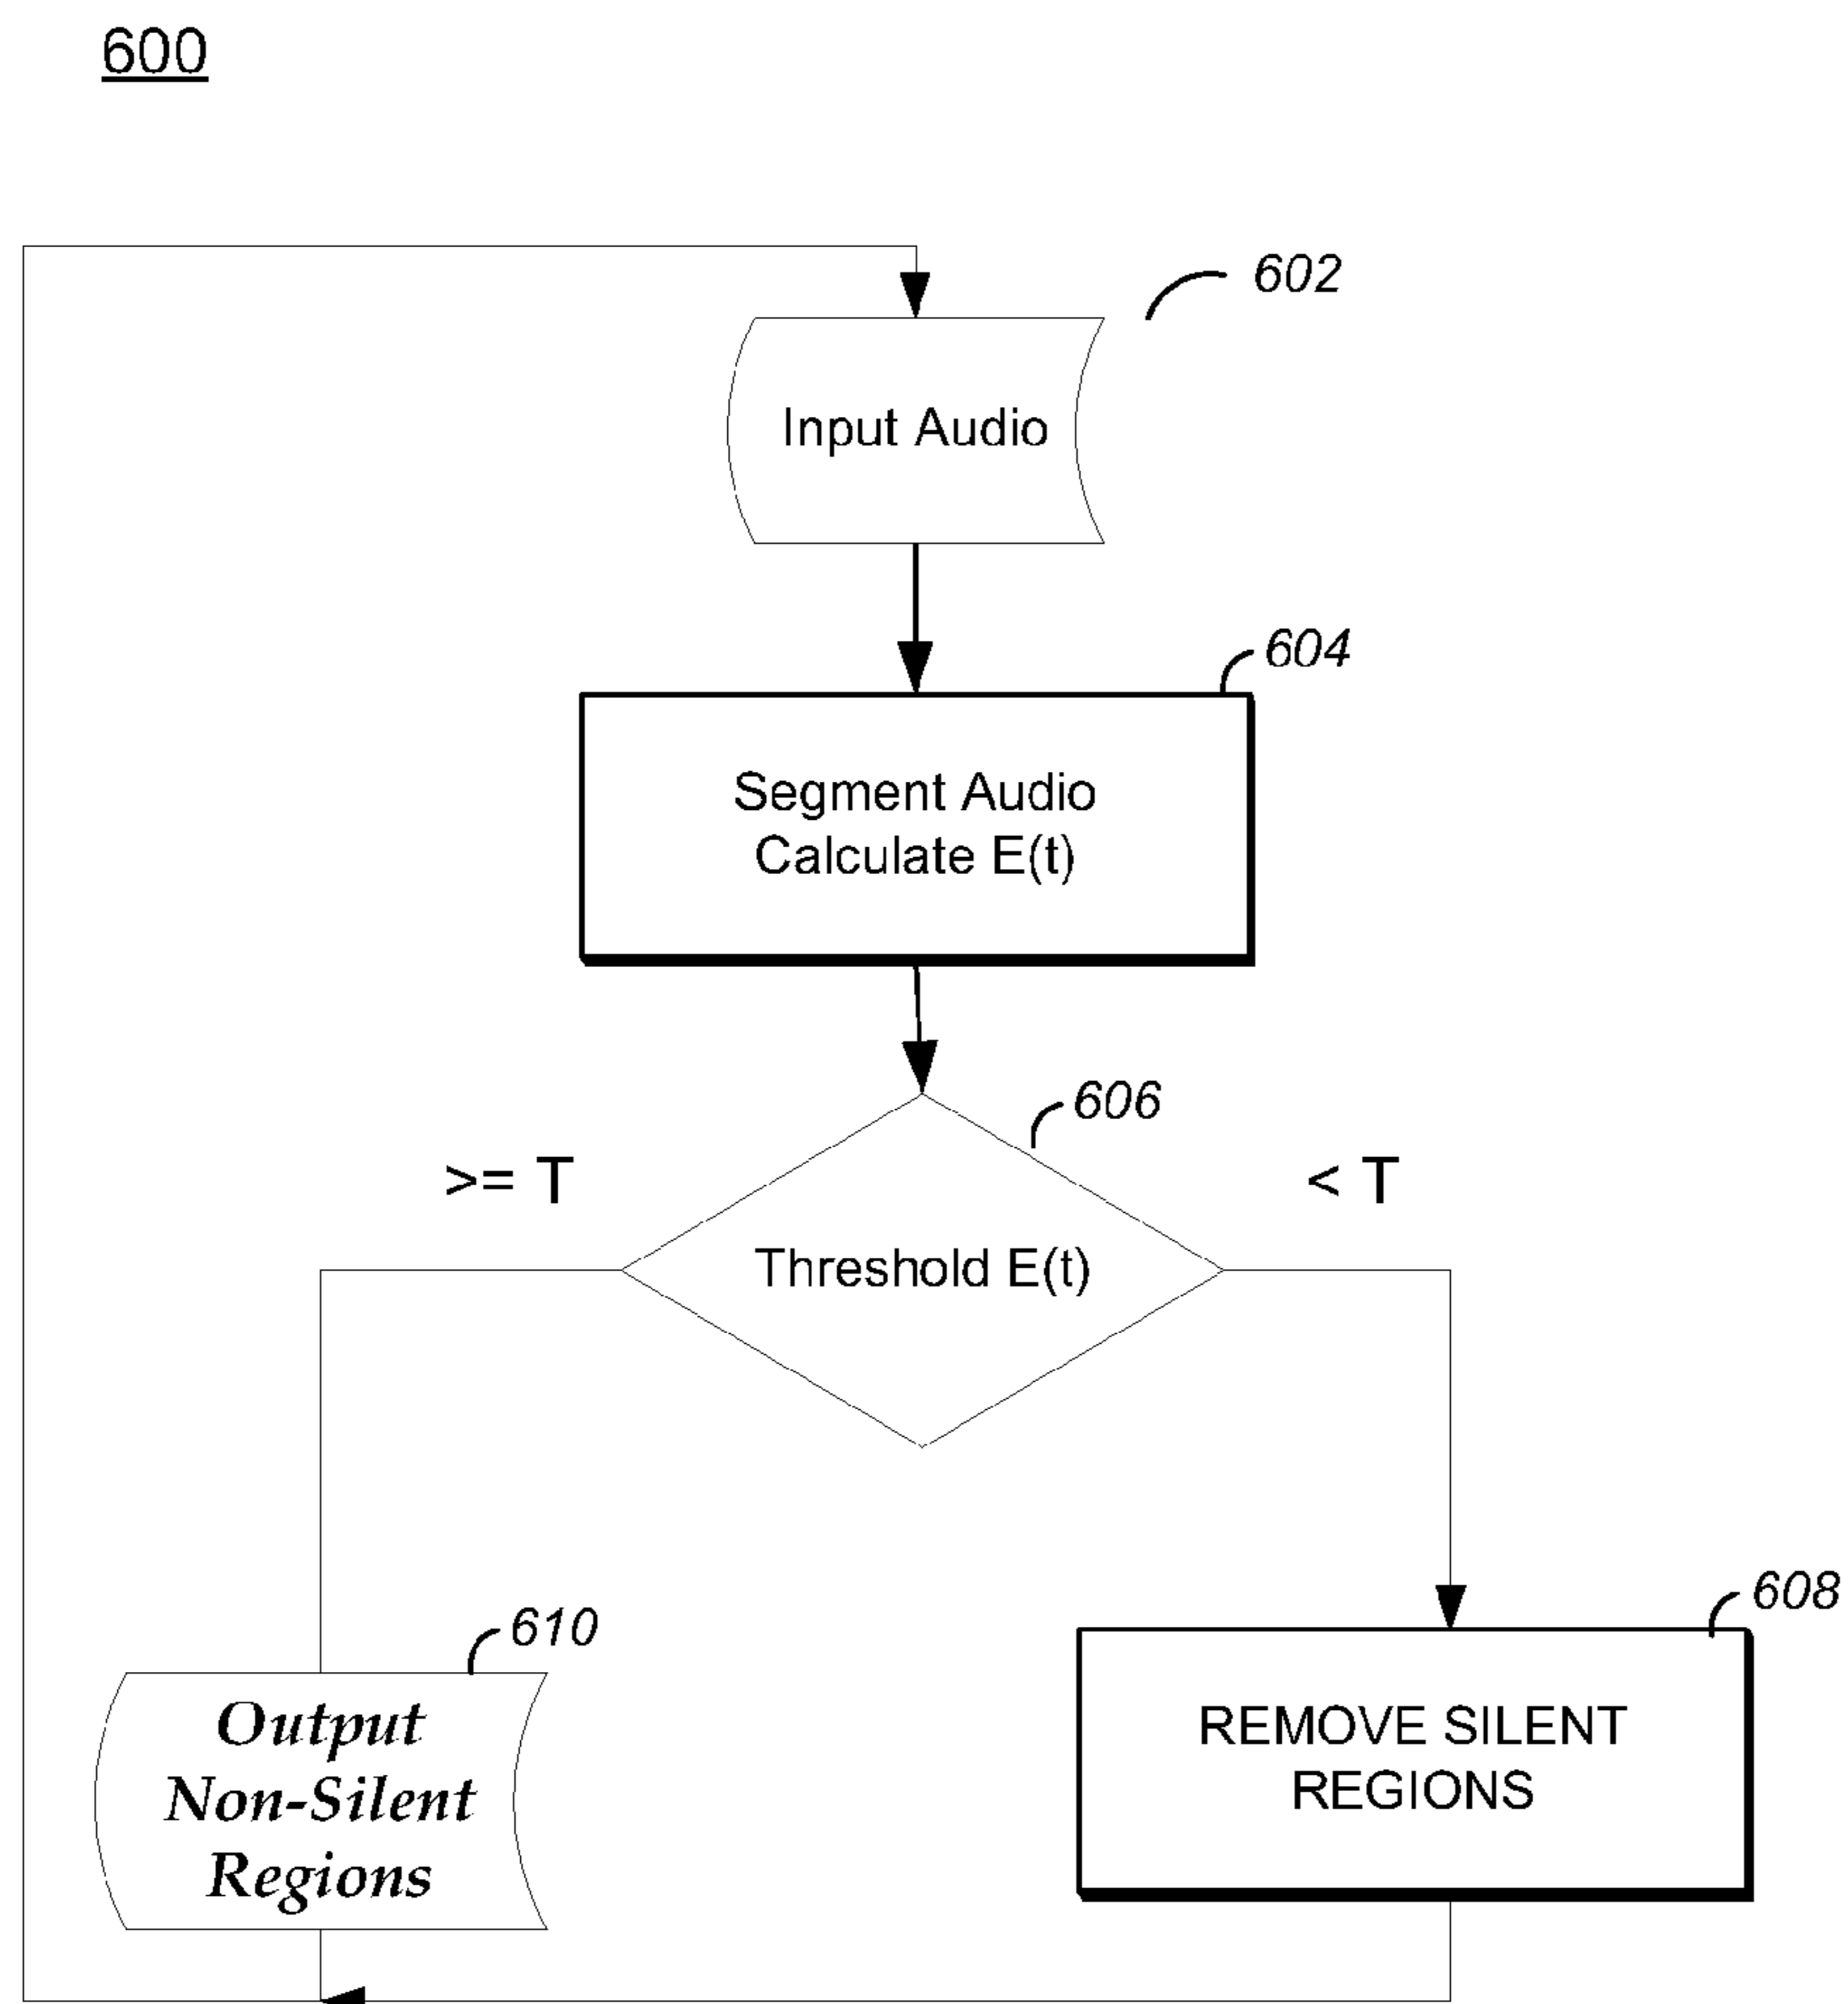 600
602
Input Audio
604
Segment Audio
Calculate E(t)
606
>= T
< T
Threshold E(t)
608
610
REMOVE SILENT
REGIONS
Output
Non-Silent
Regions